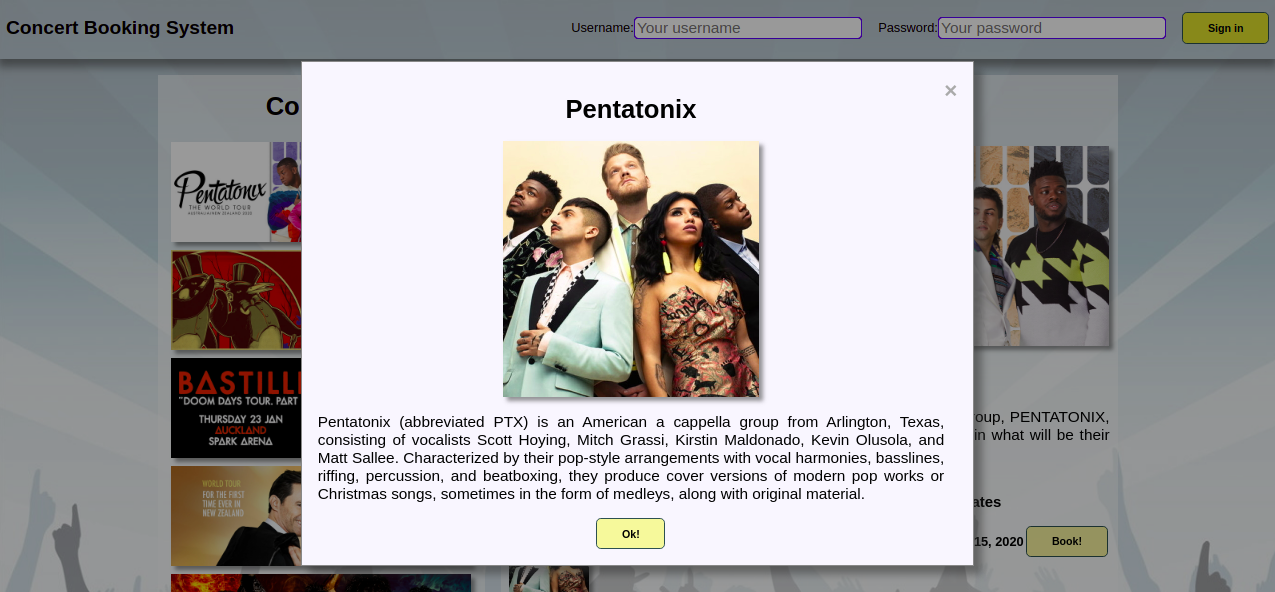 Concert Booking System
Username: Your username Password: Your password Sign in
×
Co
Pentatonix
Pentatonix
THE WORLD TOUR
AUSTRALIA/NEW ZEALAND 2020
BASTILLE
"DOOM DAYS TOUR, PART
THURSDAY 23 JAN
AUCKLAND
SPARK ARENA
WORLD TOUR
FOR THE FIRST
TIME EVER IN
NEW ZEALAND
Pentatonix (abbreviated PTX) is an American a cappella group from Arlington, Texas,
consisting of vocalists Scott Hoying, Mitch Grassi, Kirstin Maldonado, Kevin Olusola, and
Matt Sallee. Characterized by their pop-style arrangements with vocal harmonies, basslines,
riffing, percussion, and beatboxing, they produce cover versions of modern pop works or
Christmas songs, sometimes in the form of medleys, along with original material.
Ok!
oup, PENTATONIX,
in what will be their
ates
15, 2020 Book!